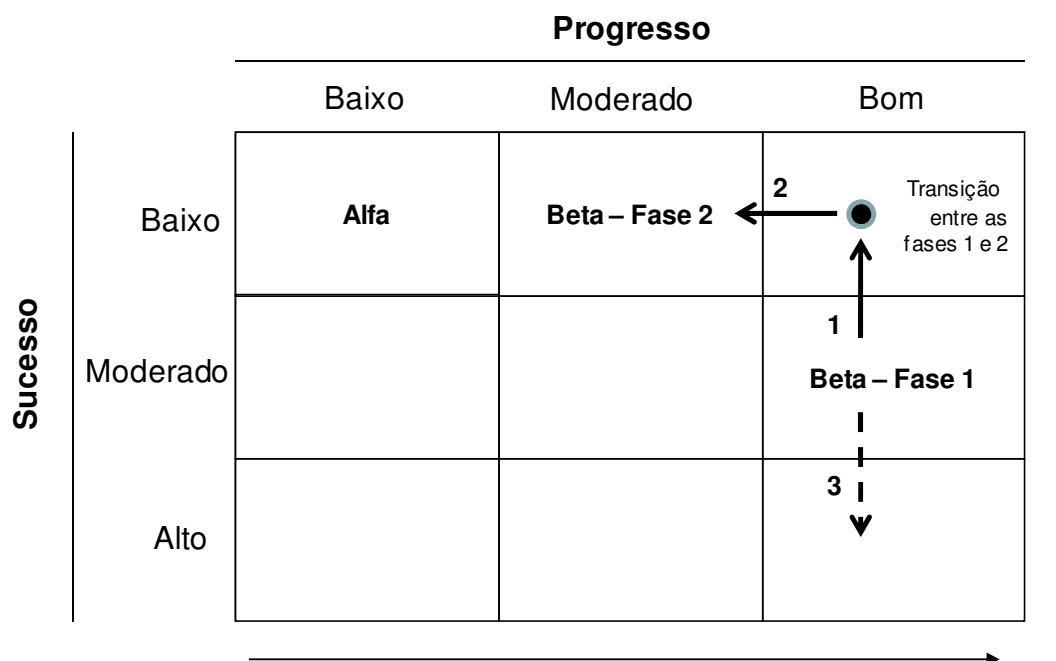 Progresso
Baixo Moderado Bom
Sucesso
Baixo
Alfa
Beta – Fase 2
2
Transição
entre as
fases 1 e 2
1
Moderado
Beta – Fase 1
3
Alto